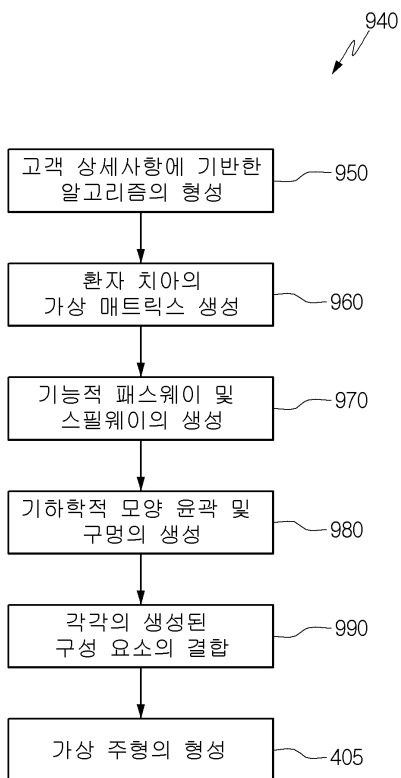 940
고객 상세사항에 기반한
알고리즘의 형성
950
환자 치아의
가상 매트릭스 생성
960
기능적 패스웨이 및
스필웨이의 생성
970
기하학적 모양 윤곽 및
구멍의 생성
980
각각의 생성된
구성 요소의 결합
990
가상 주형의 형성
405